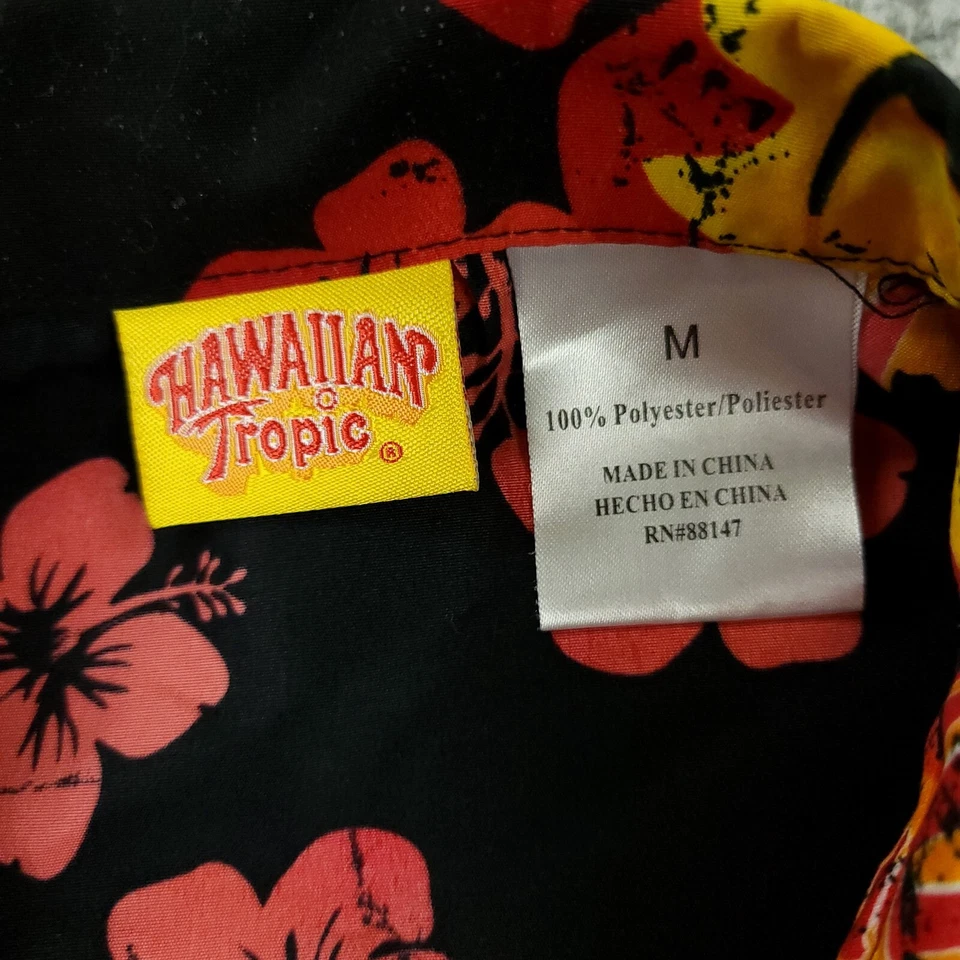 HAWAIIAN
Tropic®
M
100% Polyester/Poliester
MADE IN CHINA
HECHO EN CHINA
RN#88147